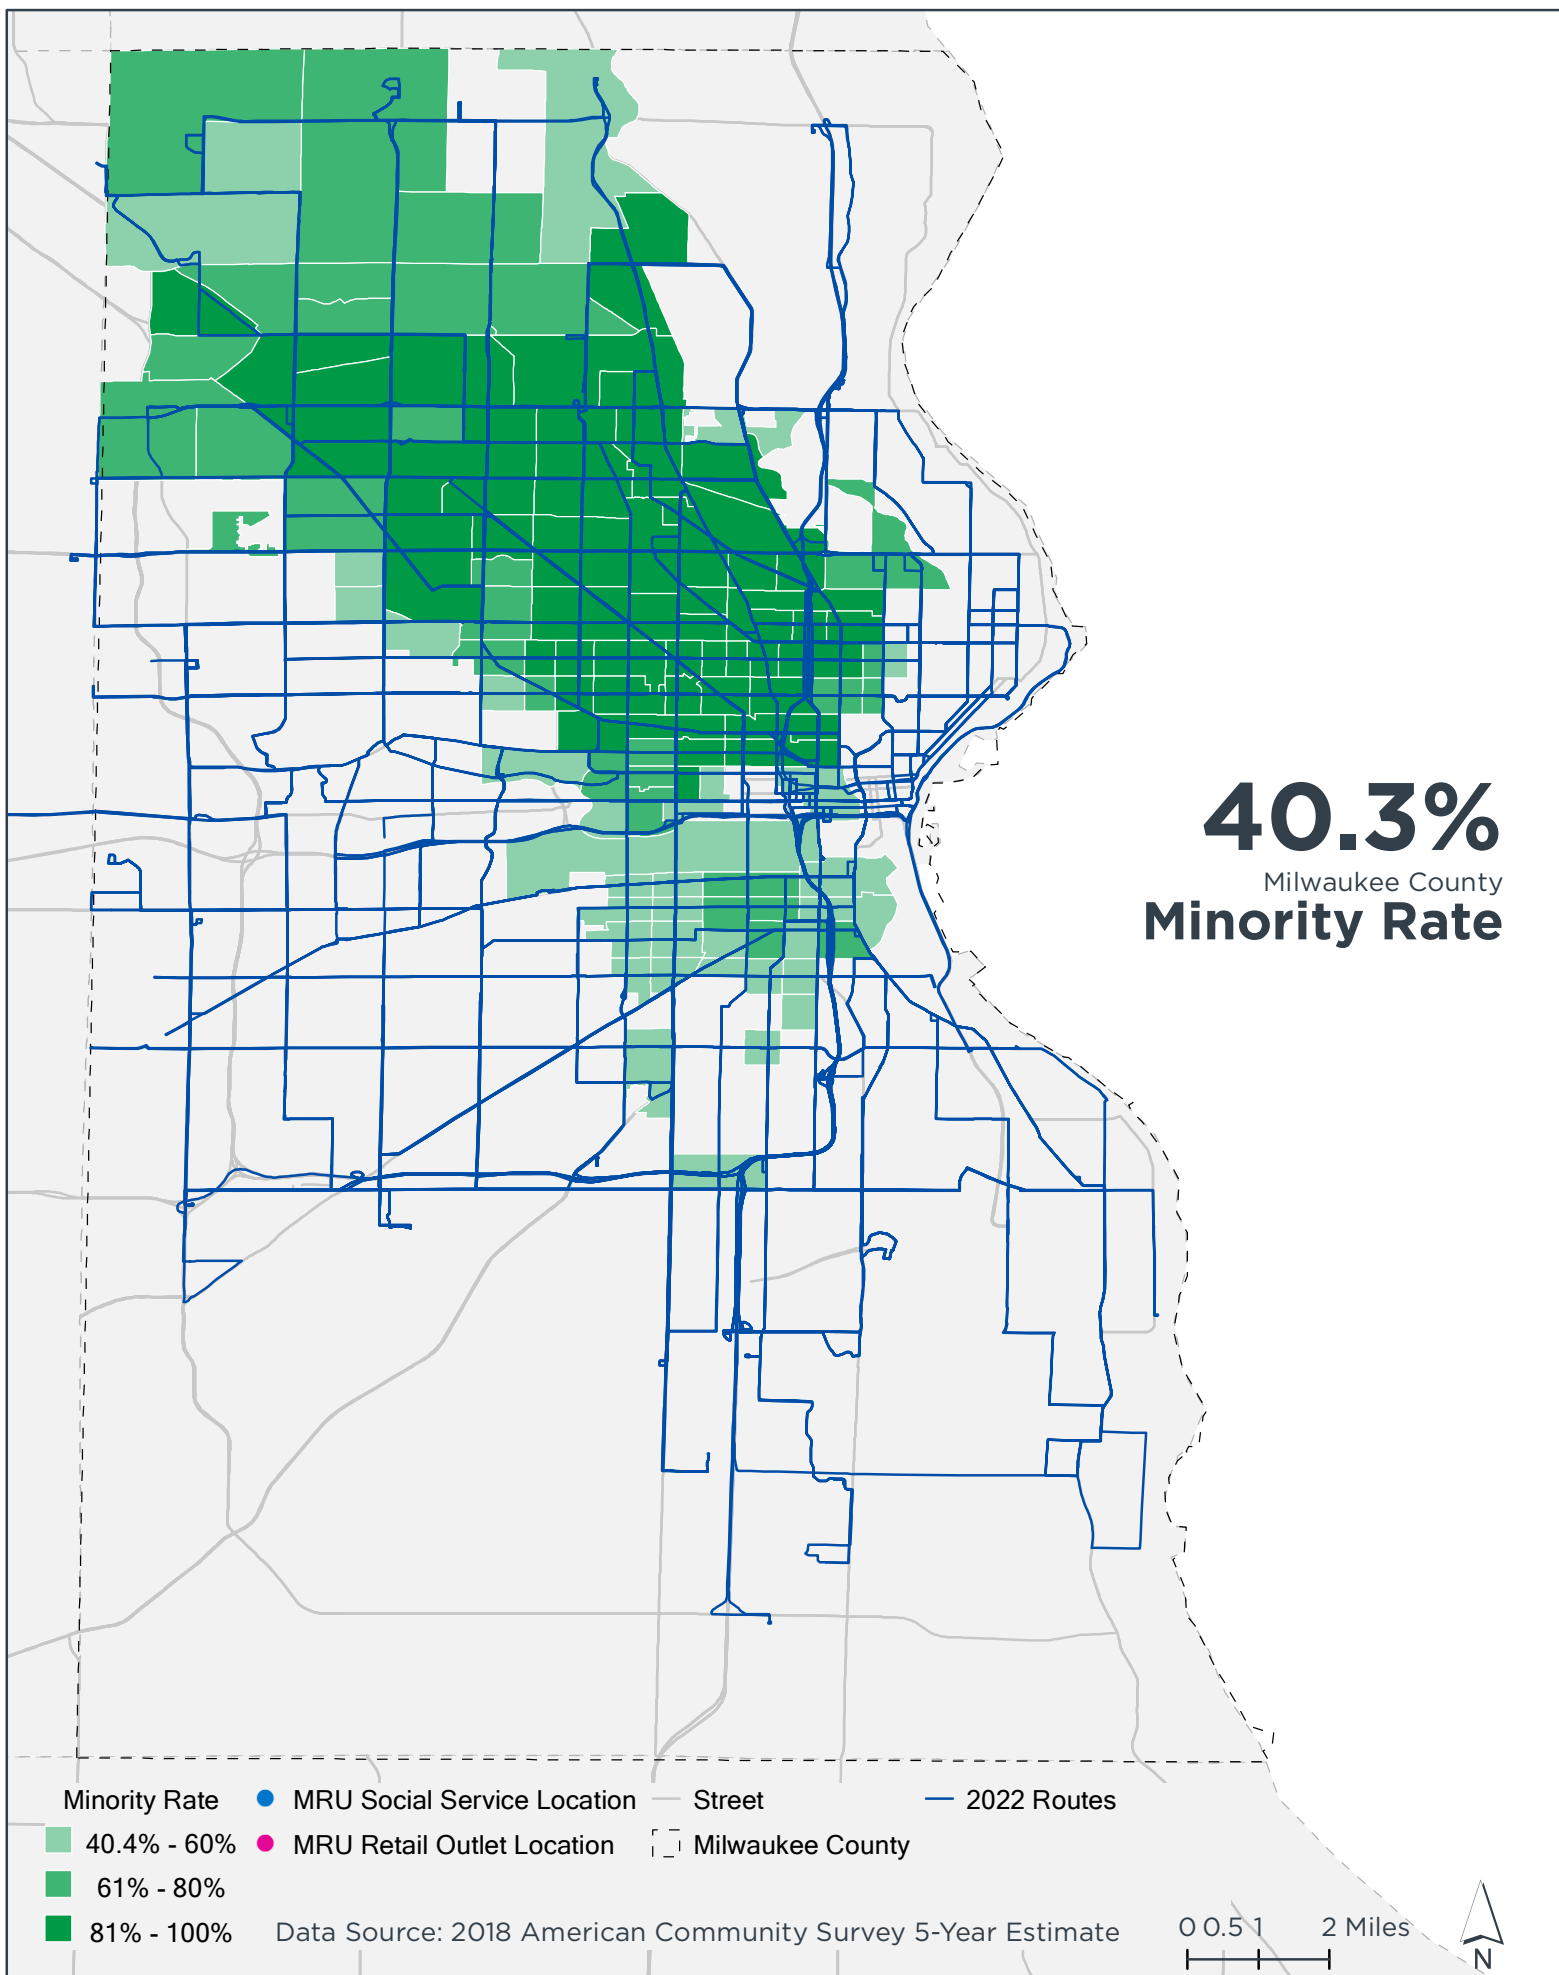 40.3%
Milwaukee County
Minority Rate
Minority Rate
MRU Social Service Location
Street
2022 Routes
40.4% - 60%
MRU Retail Outlet Location
Milwaukee County
61% - 80%
81% - 100%
Data Source: 2018 American Community Survey 5-Year Estimate
0 0.5 1 2 Miles
N